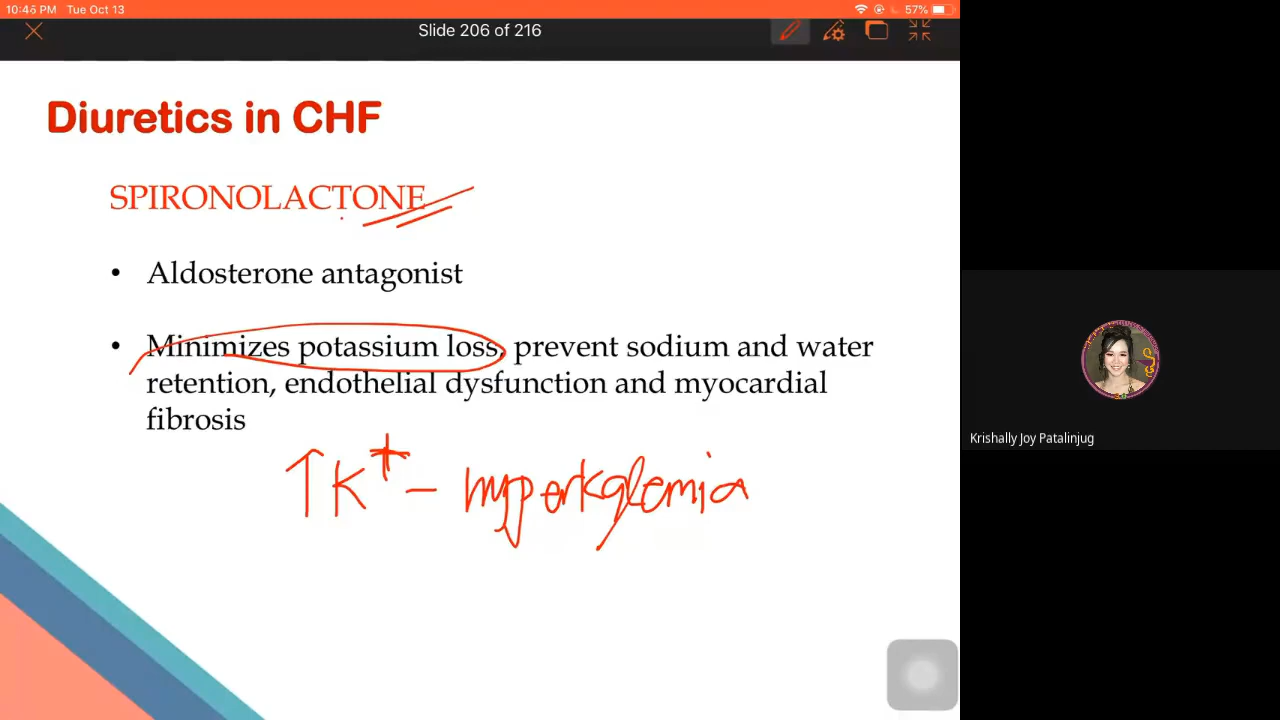 10:46 PM Tue Oct 13 57%
Slide 206 of 216
Diuretics in CHF
SPIRONOLACTONE
• Aldosterone antagonist
• Minimizes potassium loss, prevent sodium and water
retention, endothelial dysfunction and myocardial
fibrosis
↑K+ - hyperkalemia
Krishally Joy Patalinjug